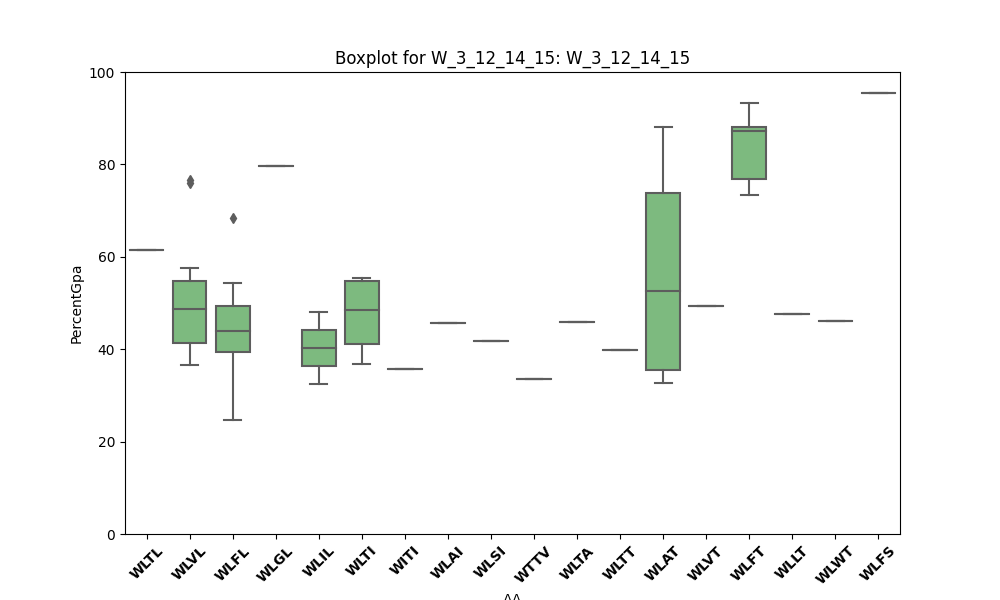 Boxplot for W_3_12_14_15: W_3_12_14_15
100
80
60
40
20
0
PercentGpa
WLTL
WLVL
WLFL
WLGL
WLIL
WLTI
WITI
WLAI
WLSI
WTTV
WLTA
WLTT
WLAT
WLVT
WLFT
WLLT
WLWT
WLFS
AA